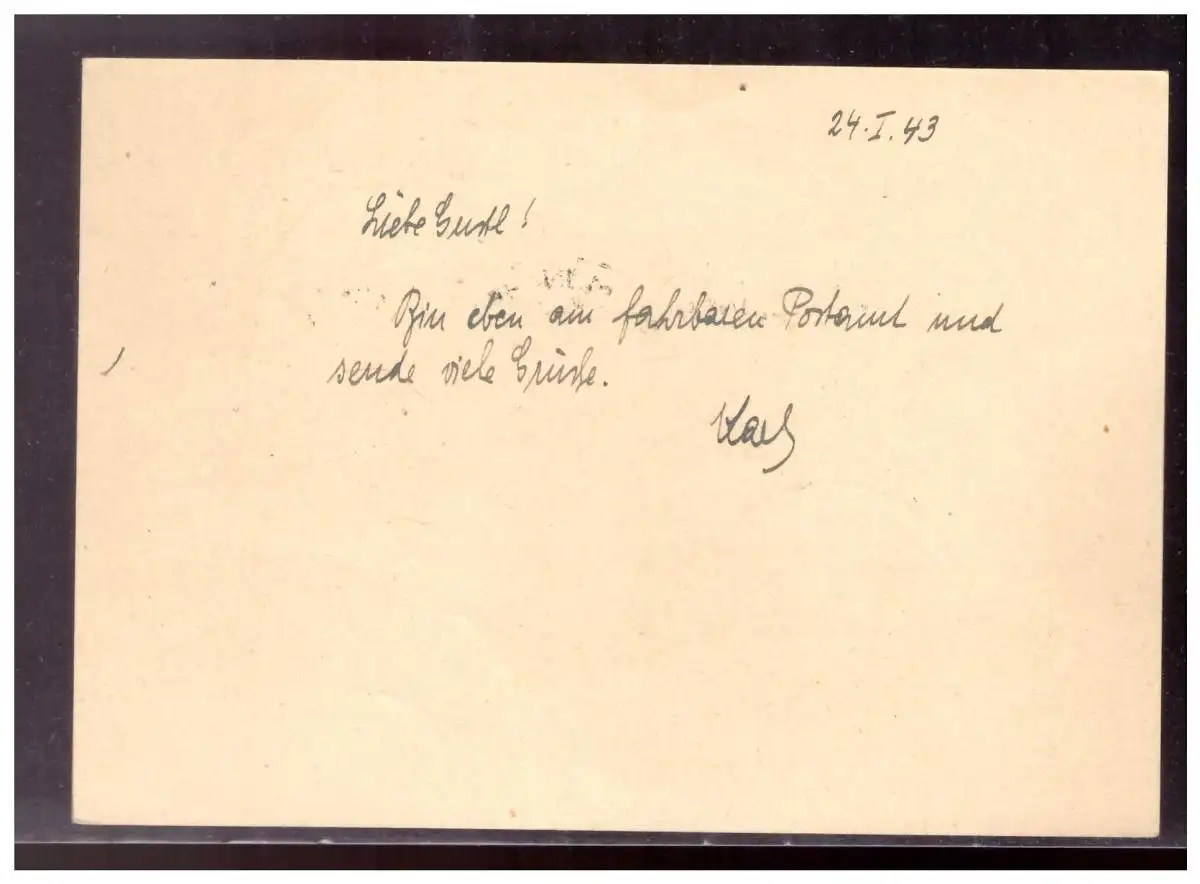 24.I.43
Liebe Gustl!
Bin eben am fahrbaren Postamt und
sende viele Grüsse.
Karl